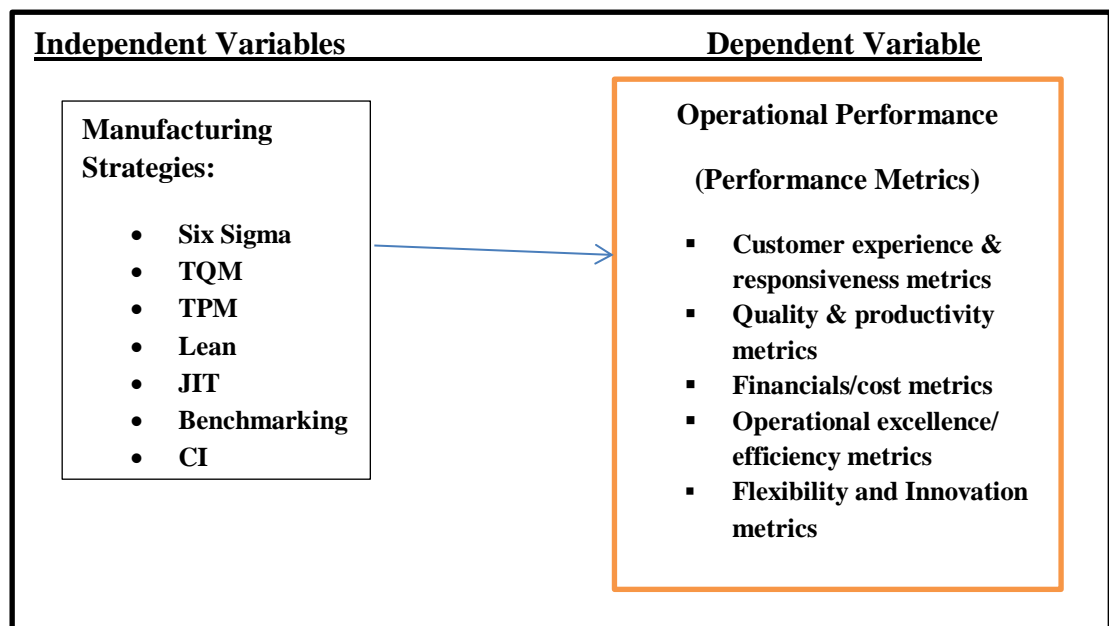 Independent Variables
Dependent Variable
Manufacturing
Strategies:
• Six Sigma
• TQM
• TPM
• Lean
• JIT
• Benchmarking
• CI
Operational Performance
(Performance Metrics)
▪ Customer experience &
responsiveness metrics
▪ Quality & productivity
metrics
▪ Financials/cost metrics
▪ Operational excellence/
efficiency metrics
▪ Flexibility and Innovation
metrics